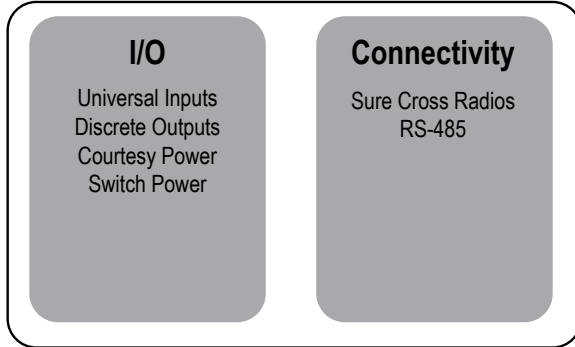 I/O
Universal Inputs
Discrete Outputs
Courtesy Power
Switch Power
Connectivity
Sure Cross Radios
RS-485